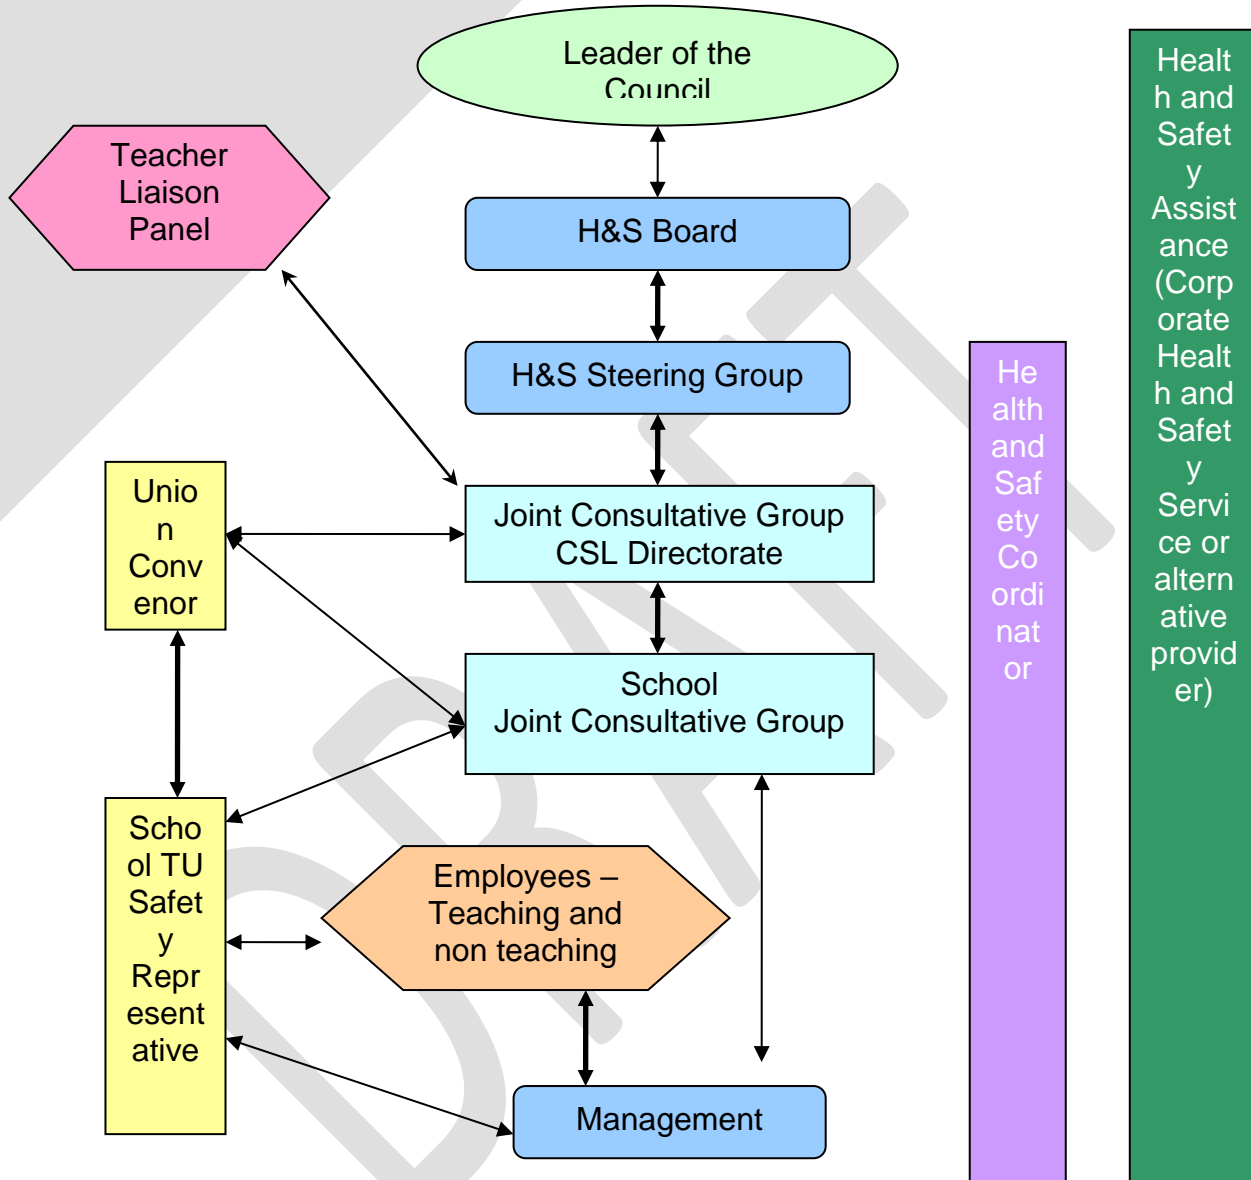 Leader of the
Council
Teacher
Liaison
Panel
H&S Board
H&S Steering Group
Unio
n
Conv
enor
Joint Consultative Group
CSL Directorate
School
Joint Consultative Group
Scho
ol TU
Safet
y
Repr
esent
ative
Employees –
Teaching and
non teaching
Management
He
alth
and
Saf
ety
Co
ordi
nat
or
Healt
h and
Safet
y
Assist
ance
(Corp
orate
Healt
h and
Safet
y
Servi
ce or
altern
ative
provid
er)
DRAFT